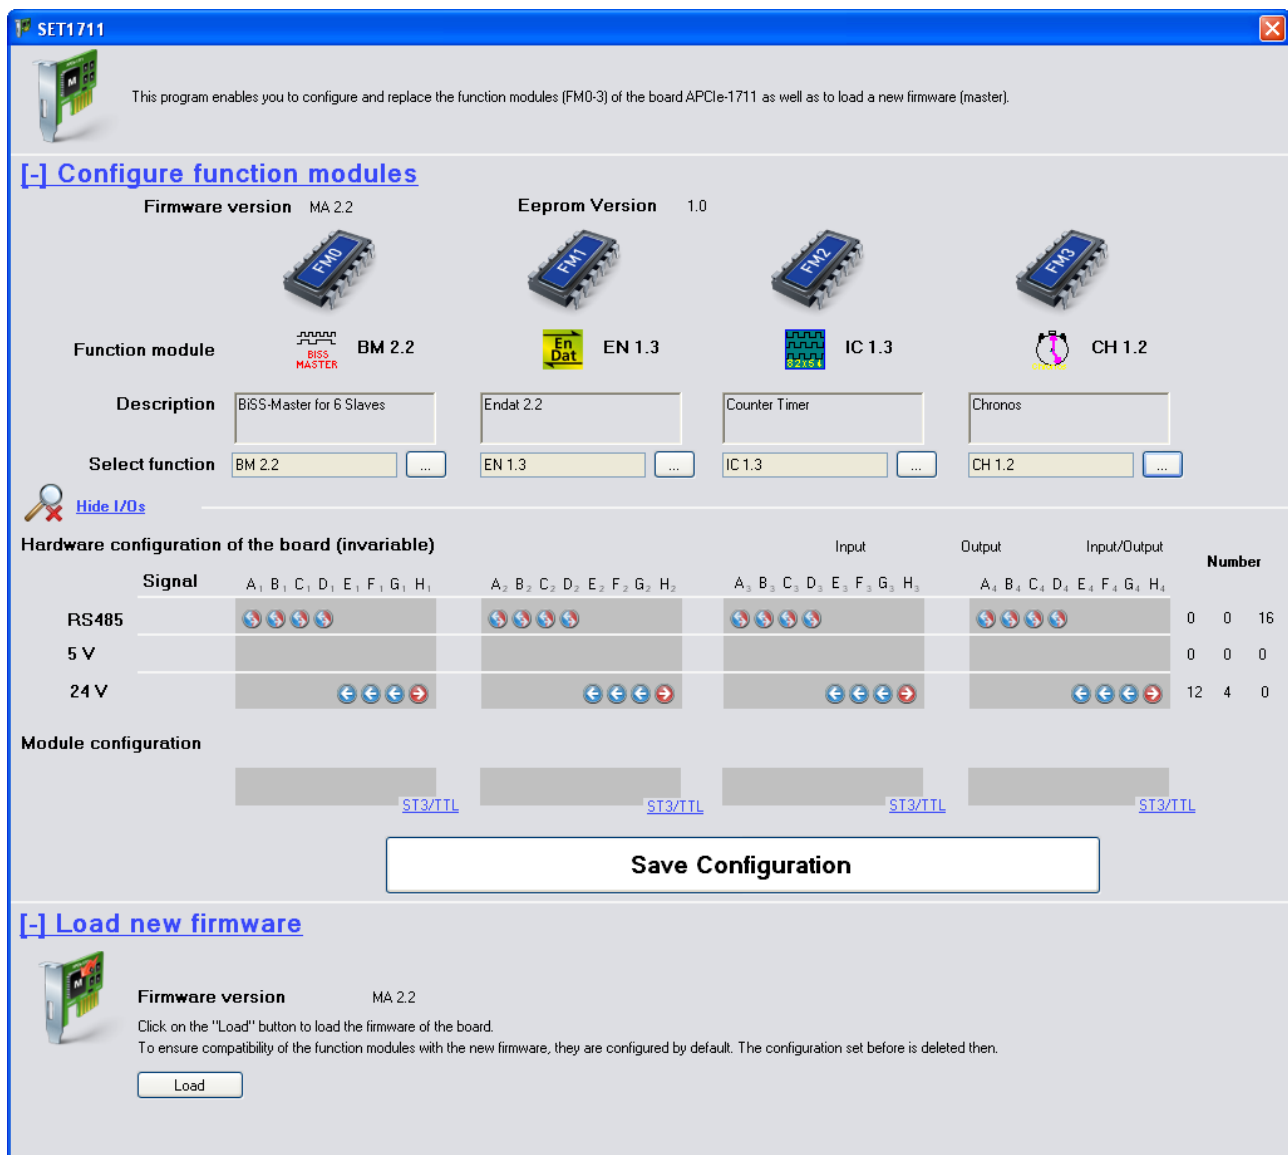 SET1711
M
This program enables you to configure and replace the function modules (FM0-3) of the board APCIe-1711 as well as to load a new firmware (master).
[-] Configure function modules
Firmware version MA 2.2 Eeprom Version 1.0
FM0 FM1 FM2 FM3
Function module BISS MASTER BM 2.2 En Dat EN 1.3 82X54 IC 1.3 CH 1.2
Description BiSS-Master for 6 Slaves Endat 2.2 Counter Timer Chronos
Select function BM 2.2 ... EN 1.3 ... IC 1.3 ... CH 1.2 ...
Hide I/Os
Hardware configuration of the board (invariable) Input Output Input/Output Number
Signal A1 B1 C1 D1 E1 F1 G1 H1 A2 B2 C2 D2 E2 F2 G2 H2 A3 B3 C3 D3 E3 F3 G3 H3 A4 B4 C4 D4 E4 F4 G4 H4
RS485 0 0 16
5 V 0 0 0
24 V 12 4 0
Module configuration
ST3/TTL ST3/TTL ST3/TTL ST3/TTL
Save Configuration
[-] Load new firmware
M
Firmware version MA 2.2
Click on the "Load" button to load the firmware of the board.
To ensure compatibility of the function modules with the new firmware, they are configured by default. The configuration set before is deleted then.
Load